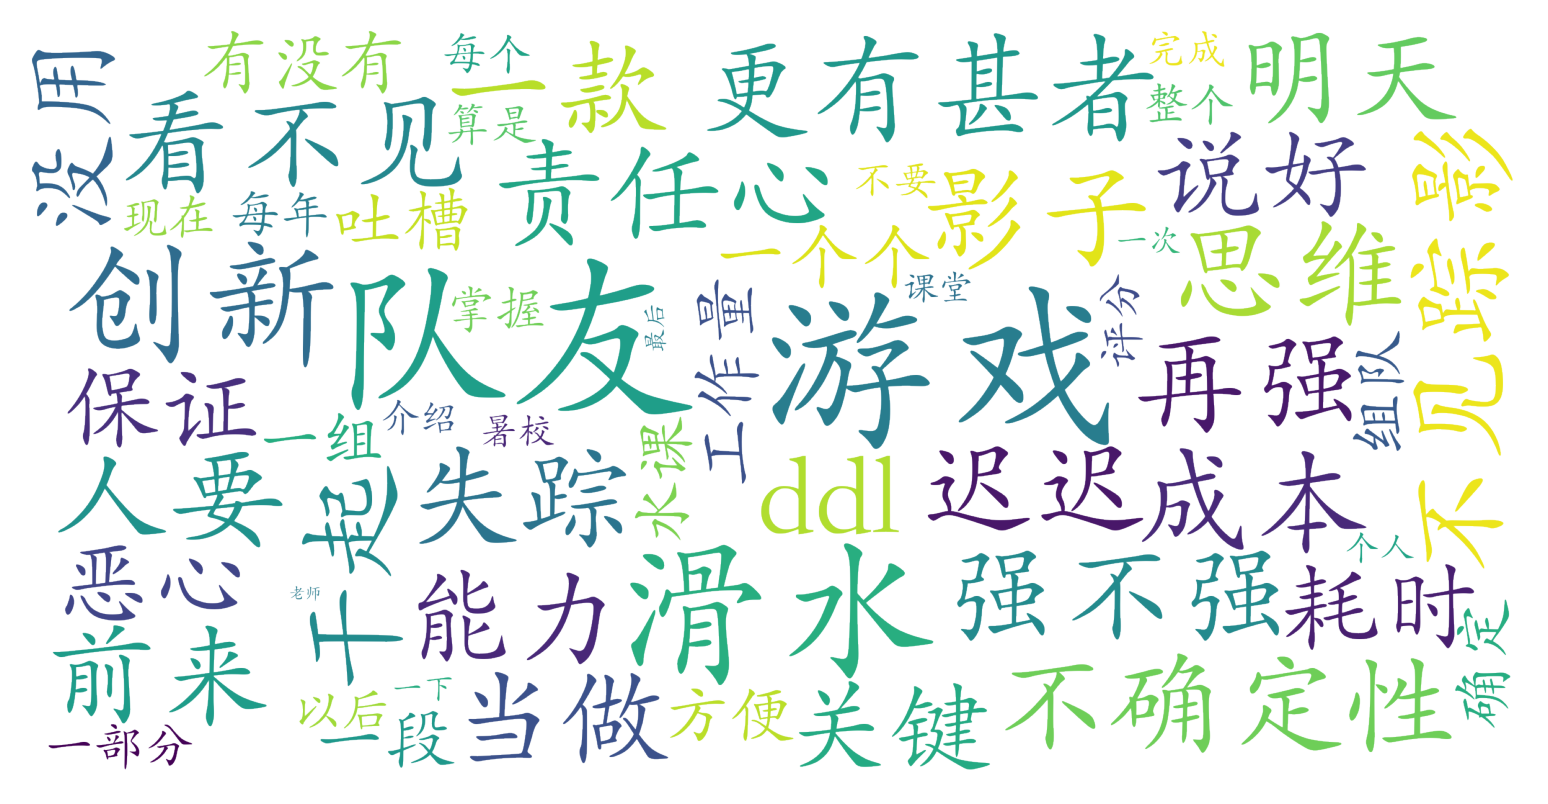 没用
有没有
每个
一款
更有甚者
完成
明天
看不见
算是
整个
责任心
说好
不见踪影
现在
每年
吐槽
不要
影子
一个个
一次
思维
创新
队友
掌握
最后
工作量
游戏
课堂
评分
再强
组队
保证
一组
介绍
暑校
水课
人要
干起
失踪
ddl
迟迟
成本
恶心
老师
能力
滑水
强不强
耗时
个人
确定
前来
以后
一下
一段
当做
方便
关键
不确定性
一部分